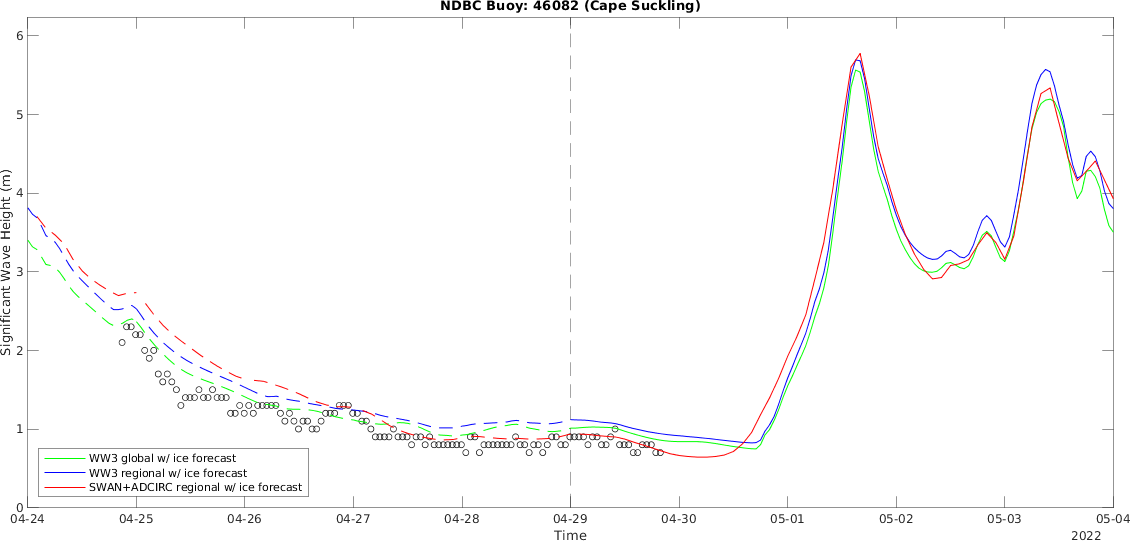 NDBC Buoy: 46082 (Cape Suckling)
6
5
4
3
2
1
0
Significant Wave Height (m)
WW3 global w/ ice forecast
WW3 regional w/ ice forecast
SWAN+ADCIRC regional w/ ice forecast
04-24 04-25 04-26 04-27 04-28 04-29 04-30 05-01 05-02 05-03 05-04
Time
2022